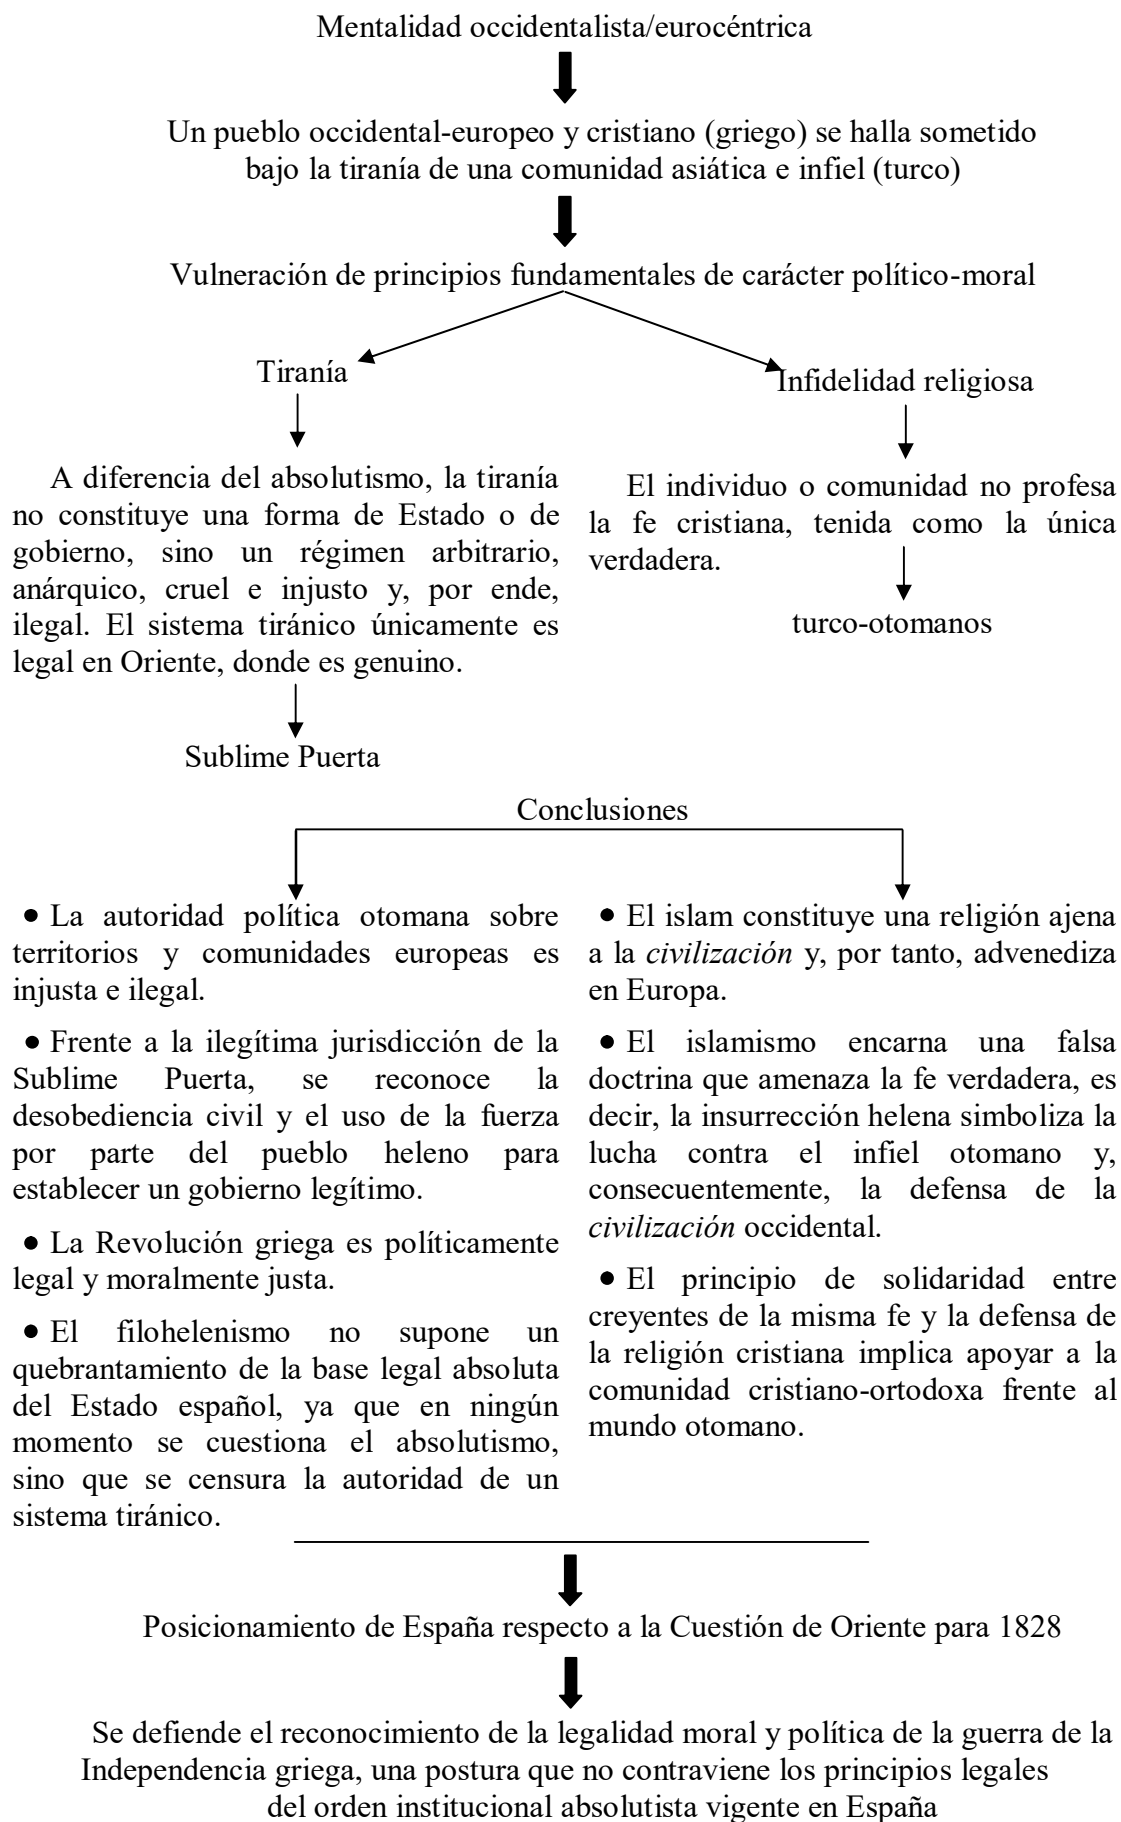 Mentalidad occidentalista/eurocéntrica
Un pueblo occidental-europeo y cristiano (griego) se halla sometido
bajo la tiranía de una comunidad asiática e infiel (turco)
Vulneración de principios fundamentales de carácter político-moral
Tiranía
A diferencia del absolutismo, la tiranía
no constituye una forma de Estado o de
gobierno, sino un régimen arbitrario,
anárquico, cruel e injusto y, por ende,
ilegal. El sistema tiránico únicamente es
legal en Oriente, donde es genuino.
Sublime Puerta
Infidelidad religiosa
El individuo o comunidad no profesa
la fe cristiana, tenida como la única
verdadera.
turco-otomanos
Conclusiones
● La autoridad política otomana sobre
territorios y comunidades europeas es
injusta e ilegal.
● Frente a la ilegítima jurisdicción de la
Sublime Puerta, se reconoce la
desobediencia civil y el uso de la fuerza
por parte del pueblo heleno para
establecer un gobierno legítimo.
● La Revolución griega es políticamente
legal y moralmente justa.
● El filohelenismo no supone un
quebrantamiento de la base legal absoluta
del Estado español, ya que en ningún
momento se cuestiona el absolutismo,
sino que se censura la autoridad de un
sistema tiránico.
● El islam constituye una religión ajena
a la civilización y, por tanto, advenediza
en Europa.
● El islamismo encarna una falsa
doctrina que amenaza la fe verdadera, es
decir, la insurrección helena simboliza la
lucha contra el infiel otomano y,
consecuentemente, la defensa de la
civilización occidental.
● El principio de solidaridad entre
creyentes de la misma fe y la defensa de
la religión cristiana implica apoyar a la
comunidad cristiano-ortodoxa frente al
mundo otomano.
Posicionamiento de España respecto a la Cuestión de Oriente para 1828
Se defiende el reconocimiento de la legalidad moral y política de la guerra de la
Independencia griega, una postura que no contraviene los principios legales
del orden institucional absolutista vigente en España